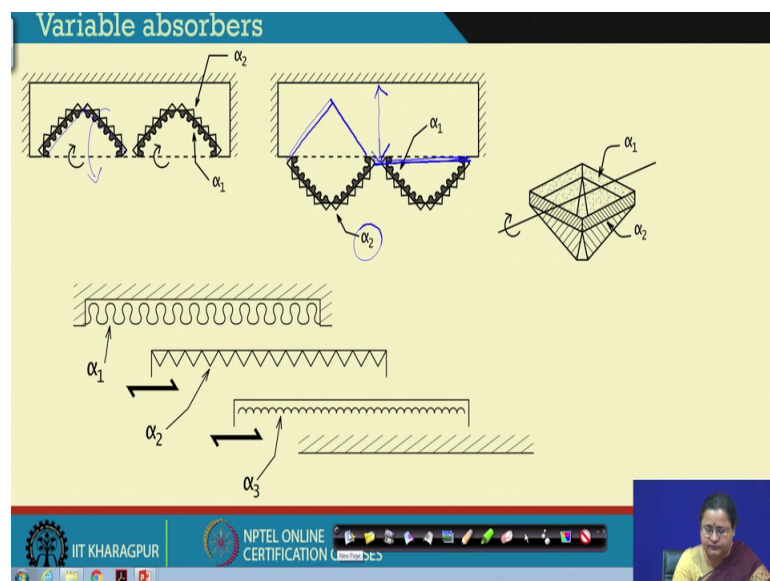 Variable absorbers
α₂
α₁
α₁
α₂
α₁
α₂
α₁
α₂
α₃
IIT KHARAGPUR
NPTEL ONLINE
CERTIFICATION COURSES
New Page